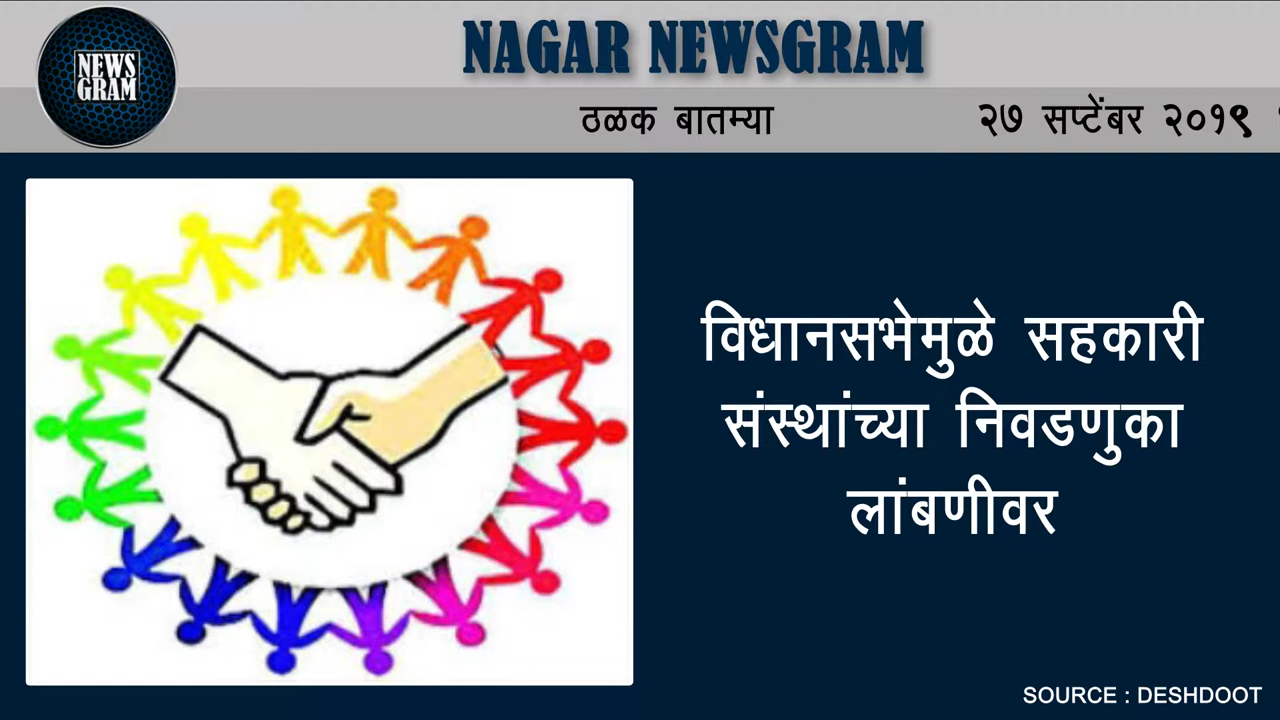 NEWS
GRAM
NAGAR NEWSGRAM
ठळक बातम्या
२७ सप्टेंबर २०१९
विधानसभेमुळे सहकारी
संस्थांच्या निवडणुका
लांबणीवर
SOURCE : DESHDOOT